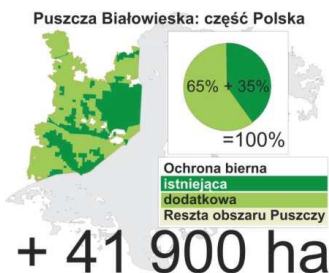 Puszcza Białowieska: część Polska
65% + 35%
=100%
Ochrona bierna
istniejąca
dodatkowa
Reszta obszaru Puszczy
+ 41 900 ha